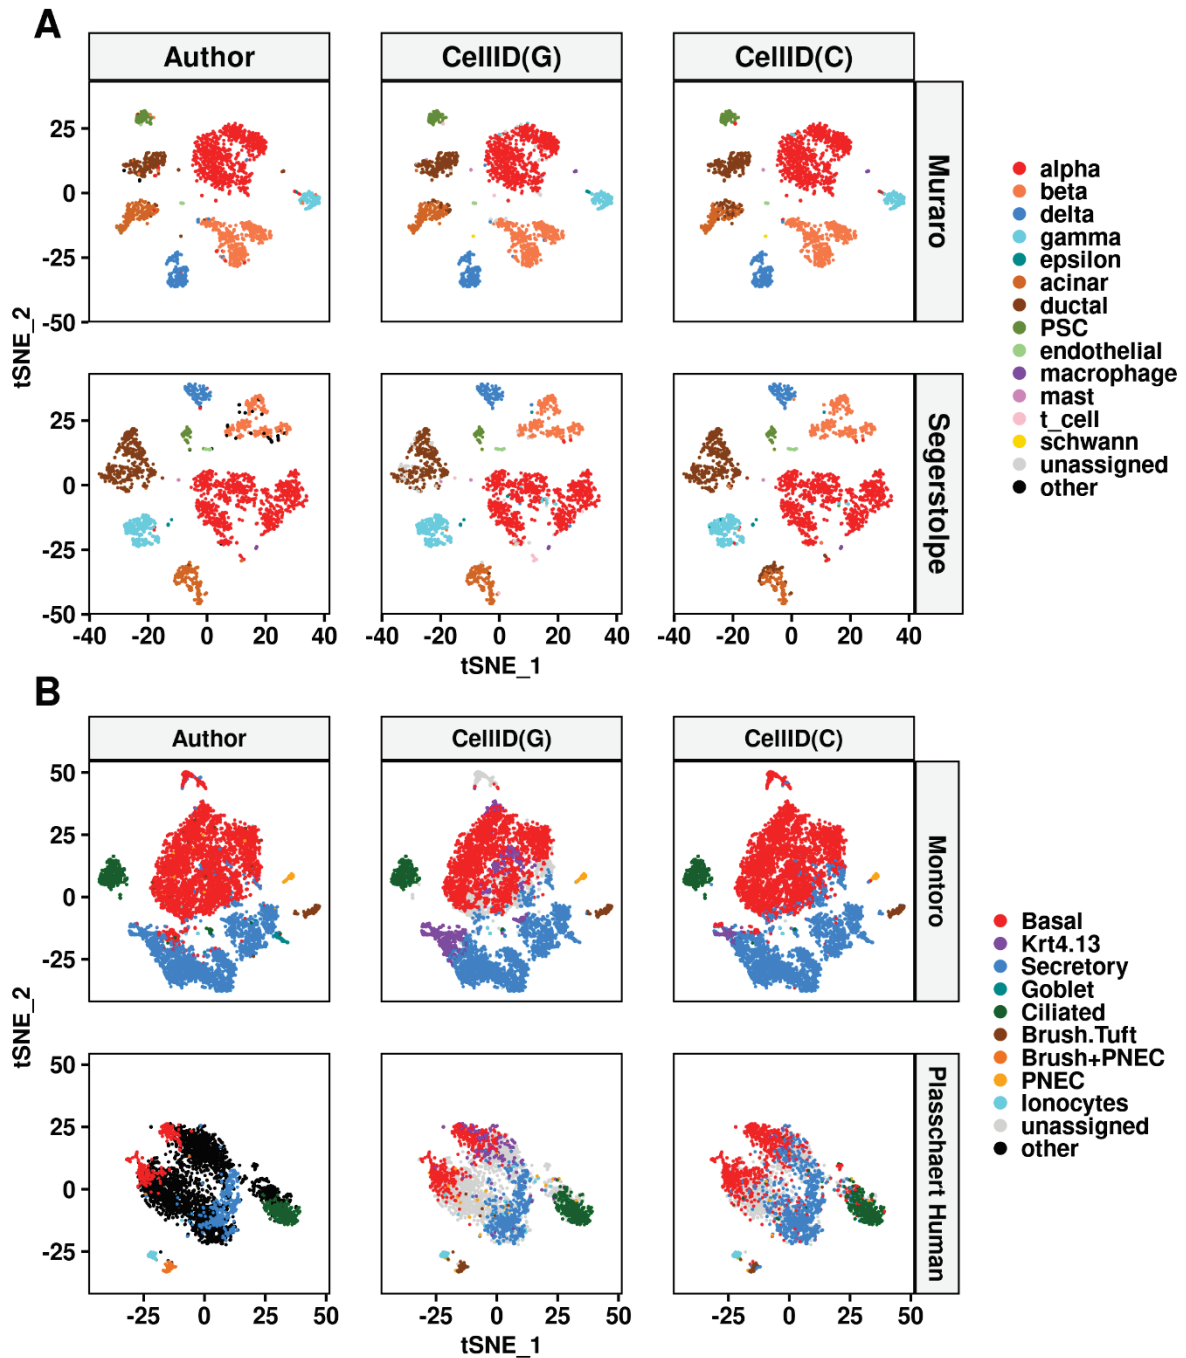 A
Author
CellID(G)
CellID(C)
25
0
-25
-50
Muraro
tSNE_2
25
0
-25
-50
Segerstolpe
-40 -20 0 20 40
-40 -20 0 20 40
-40 -20 0 20 40
tSNE_1
alpha
beta
delta
gamma
epsilon
acinar
ductal
PSC
endothelial
macrophage
mast
t_cell
schwann
unassigned
other
B
Author
CellID(G)
CellID(C)
50
25
0
-25
Montoro
tSNE_2
50
25
0
-25
Plasschaert Human
-25 0 25 50
-25 0 25 50
-25 0 25 50
tSNE_1
Basal
Krt4.13
Secretory
Goblet
Ciliated
Brush.Tuft
Brush+PNEC
PNEC
Ionocytes
unassigned
other